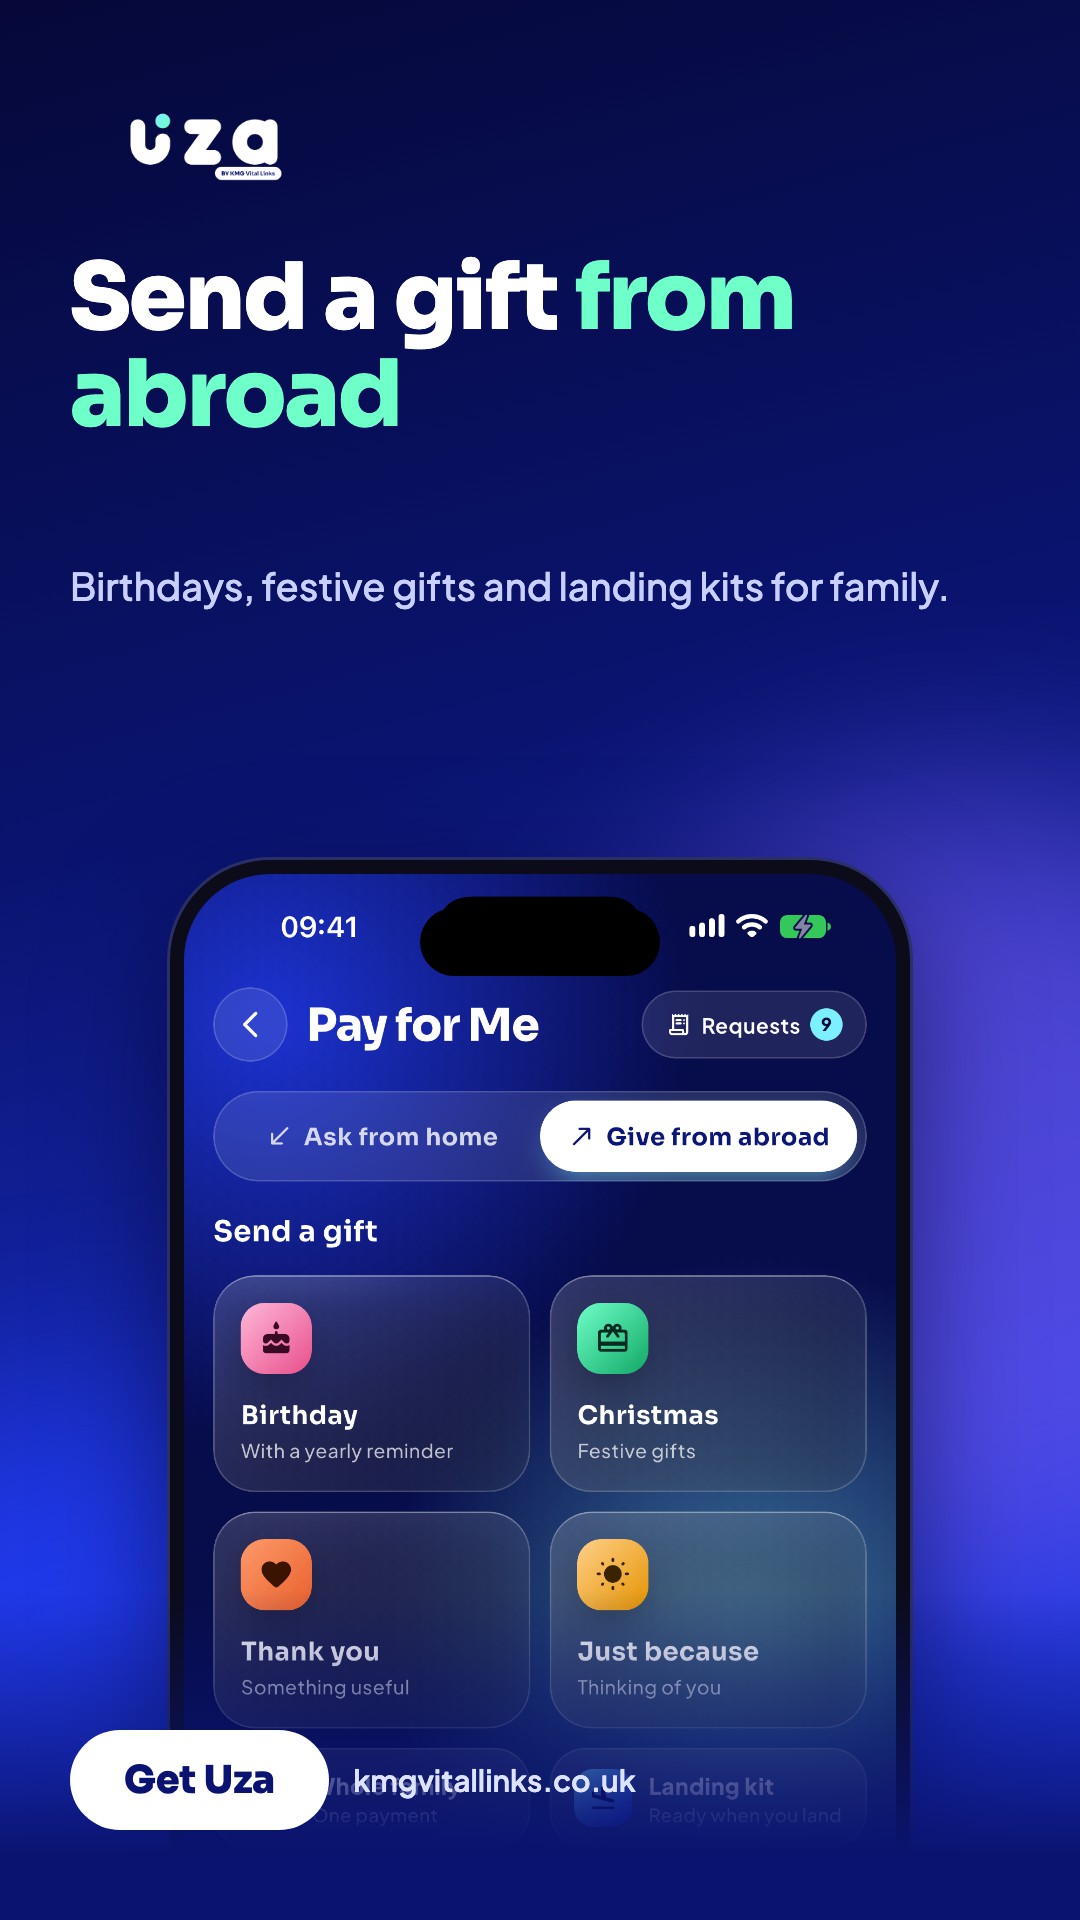 uza
BY KMG Vital Links
Send a gift from
abroad
Birthdays, festive gifts and landing kits for family.
09:41
Pay for Me
Requests 9
Ask from home
Give from abroad
Send a gift
Birthday
With a yearly reminder
Christmas
Festive gifts
Thank you
Something useful
Just because
Thinking of you
Get Uza
kmgvitallinks.co.uk
Whole family
One payment
Landing kit
Ready when you land